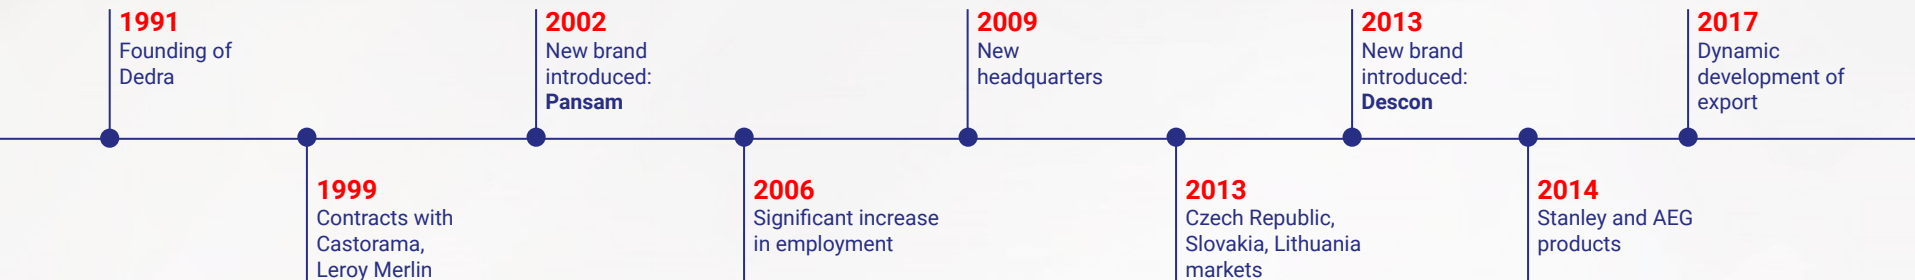 1991
Founding of
Dedra
1999
Contracts with
Castorama,
Leroy Merlin
2002
New brand
introduced:
Pansam
2006
Significant increase
in employment
2009
New
headquarters
2013
Czech Republic,
Slovakia, Lithuania
markets
2013
New brand
introduced:
Descon
2014
Stanley and AEG
products
2017
Dynamic
development of
export